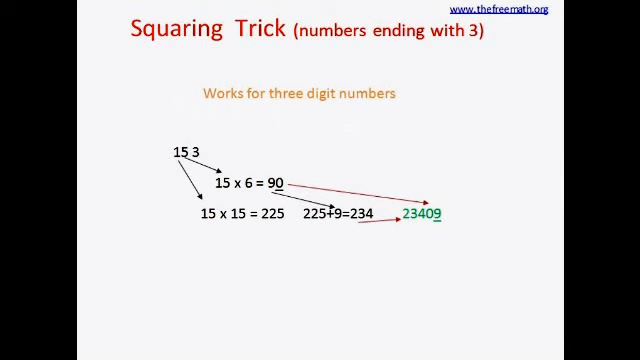 www.thefreemath.org
Squaring Trick (numbers ending with 3)
Works for three digit numbers
15 3
15 x 6 = 90
15 x 15 = 225 225+9=234 23409